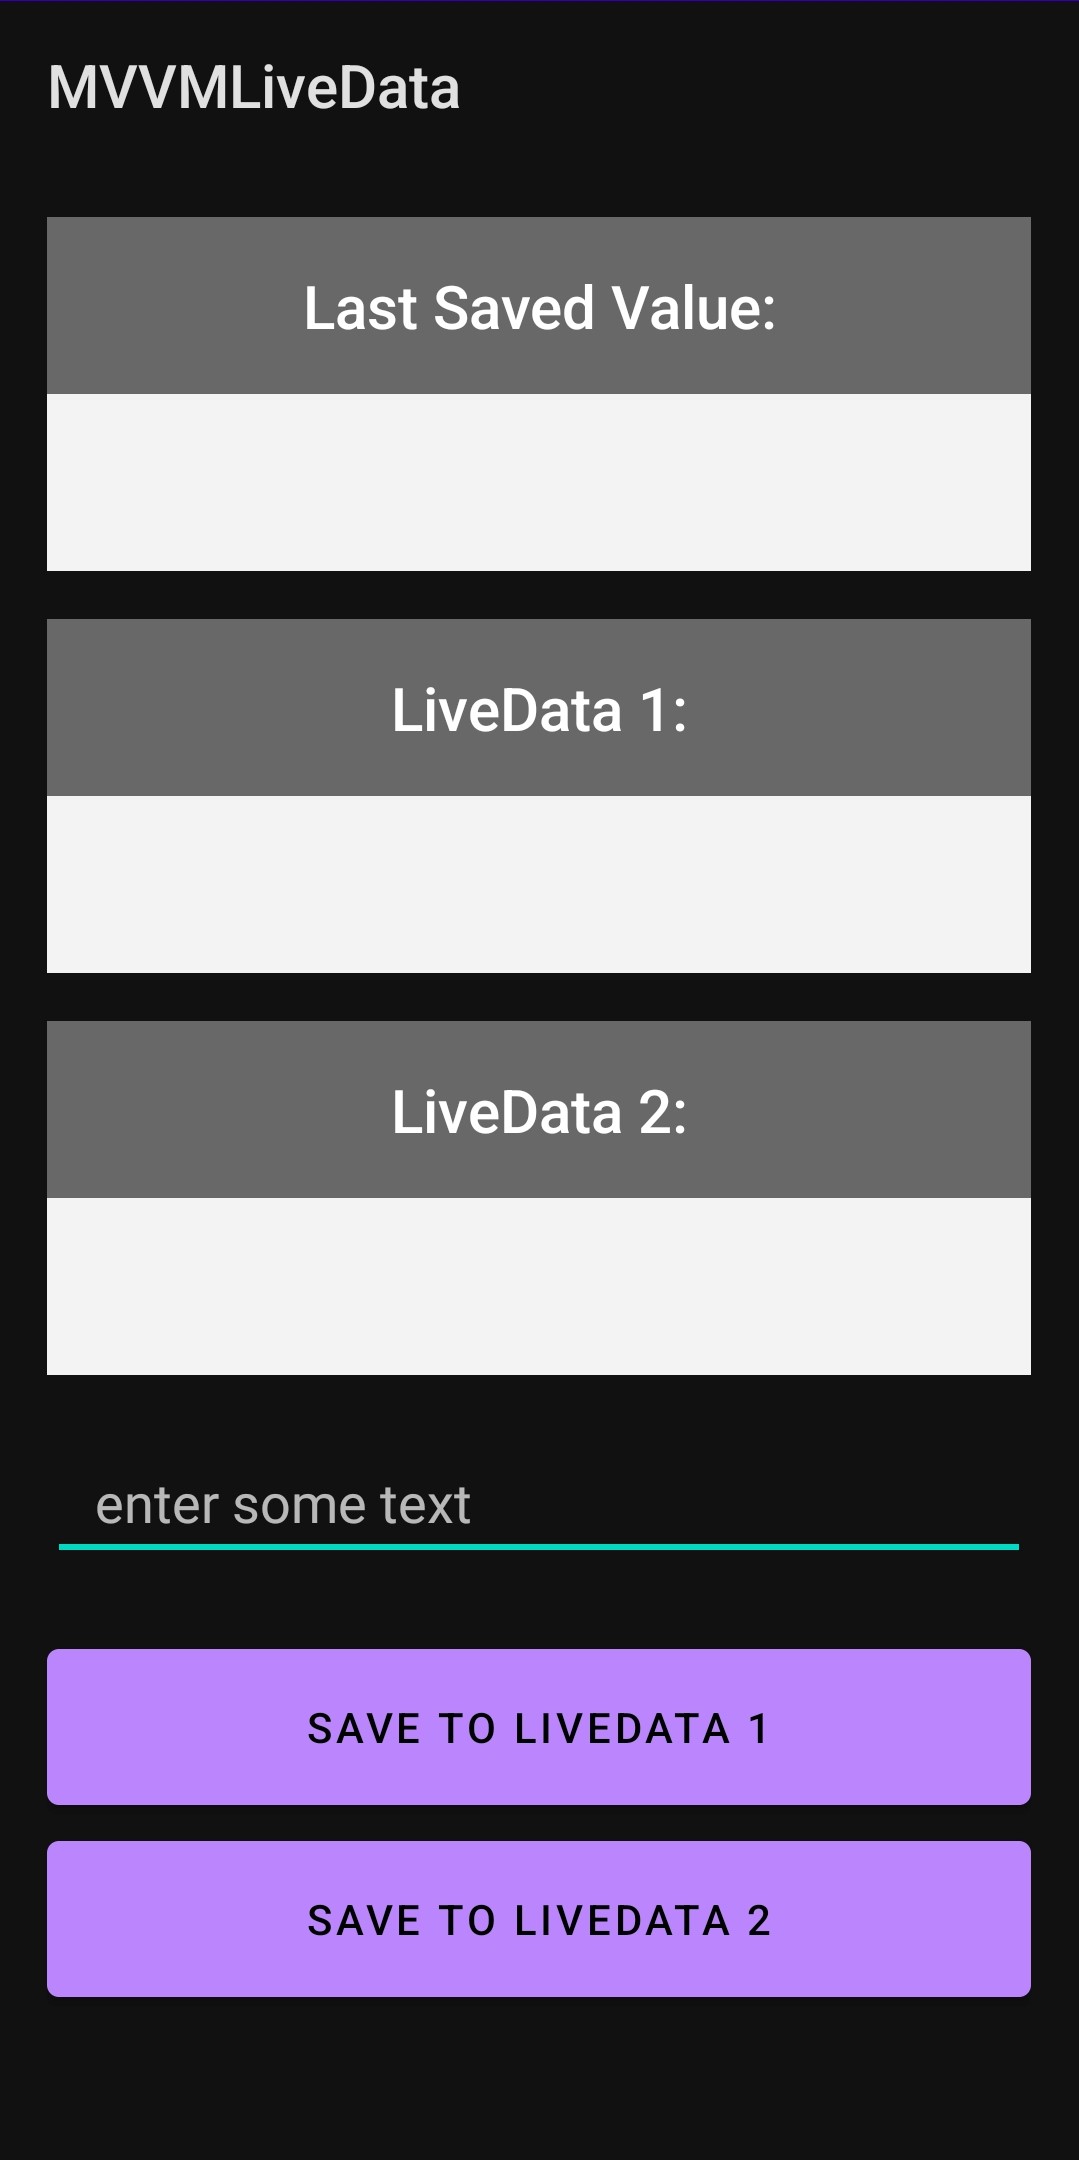 MVVMLiveData
Last Saved Value:
LiveData 1:
LiveData 2:
enter some text
SAVE TO LIVEDATA 1
SAVE TO LIVEDATA 2